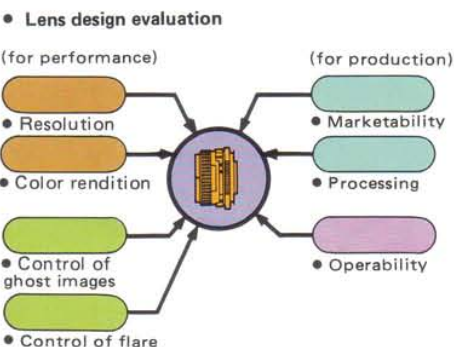 • Lens design evaluation
(for performance)
• Resolution
• Color rendition
• Control of
ghost images
• Control of flare
(for production)
• Marketability
• Processing
• Operability